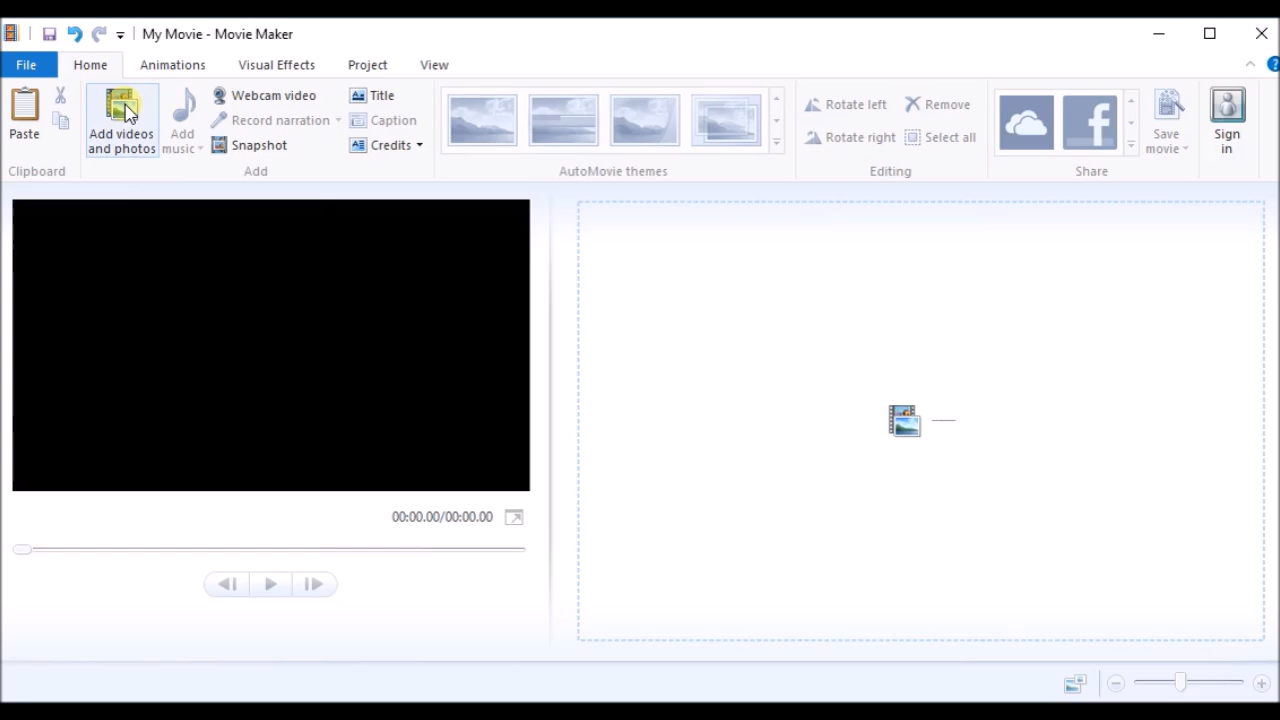 My Movie - Movie Maker
File Home Animations Visual Effects Project View
Paste
Clipboard
Add videos
and photos
Add
music
Webcam video
Record narration
Snapshot
Title
Caption
Credits
Add
AutoMovie themes
Rotate left
Rotate right
Remove
Select all
Editing
f
Share
Save
movie
Sign
in
?
00:00.00/00:00.00